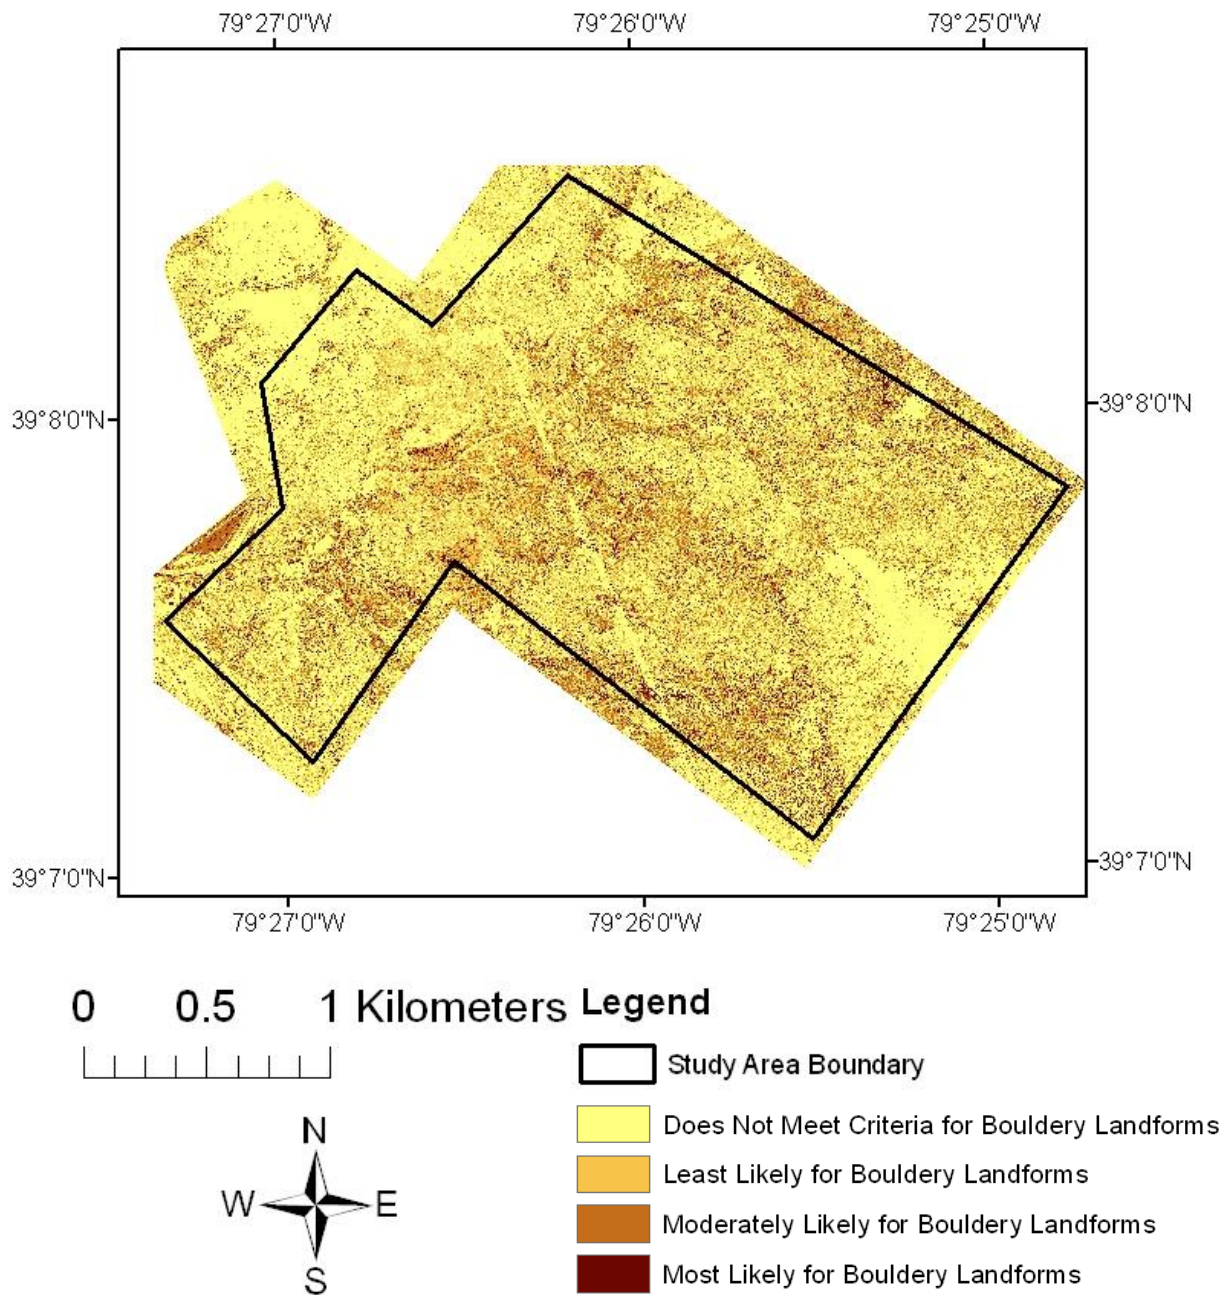 79°27'0"W 79°26'0"W 79°25'0"W
39°8'0"N 39°8'0"N
39°7'0"N 39°7'0"N
79°27'0"W 79°26'0"W 79°25'0"W
0 0.5 1 Kilometers
Legend
Study Area Boundary
Does Not Meet Criteria for Bouldery Landforms
Least Likely for Bouldery Landforms
Moderately Likely for Bouldery Landforms
Most Likely for Bouldery Landforms
N
W E
S